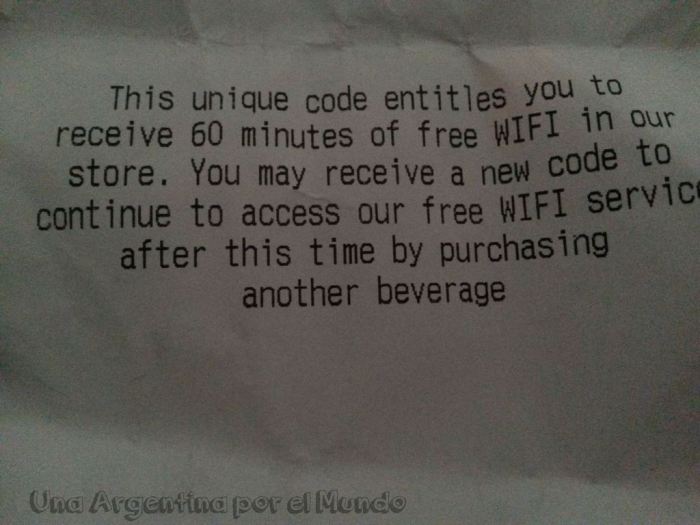 This unique code entitles you to
receive 60 minutes of free WIFI in our
store. You may receive a new code to
continue to access our free WIFI servic
after this time by purchasing
another beverage
Una Argentina por el Mundo